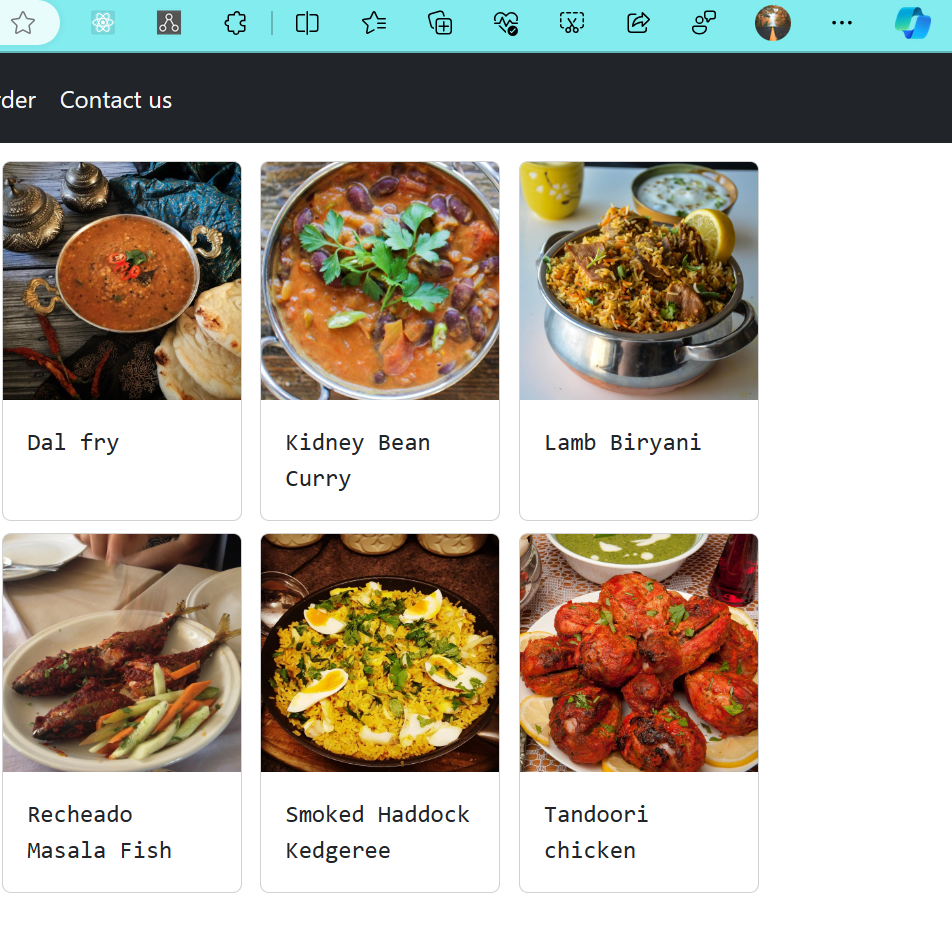 der Contact us
Dal fry
Kidney Bean
Curry
Lamb Biryani
Recheado
Masala Fish
Smoked Haddock
Kedgeree
Tandoori
chicken